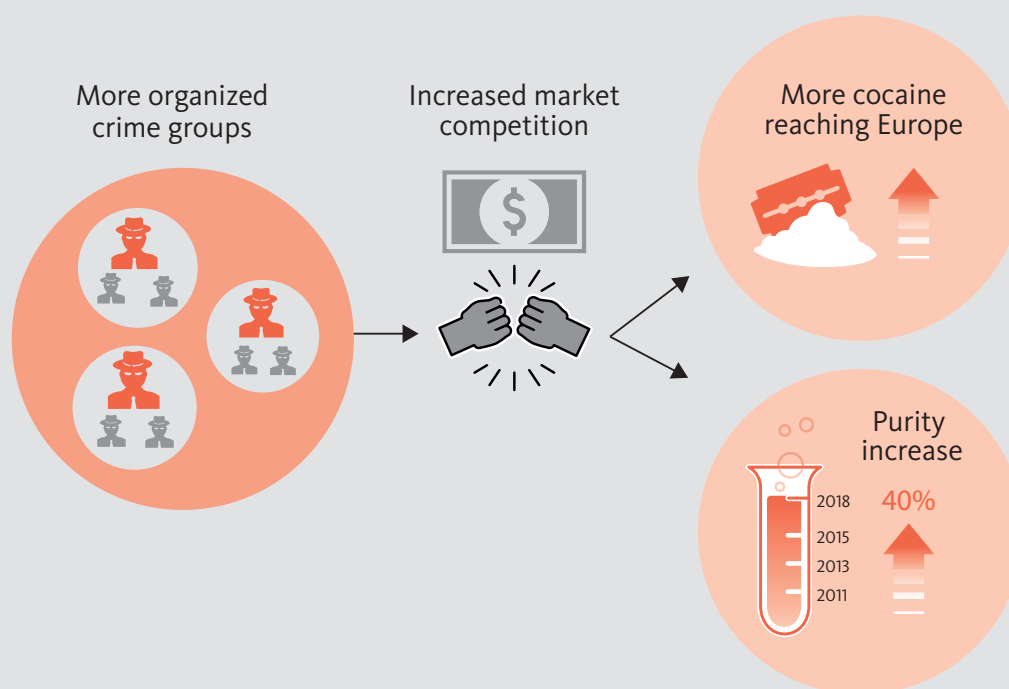 More organized
crime groups
Increased market
competition
$
More cocaine
reaching Europe
Purity
increase
40%
2018
2015
2013
2011